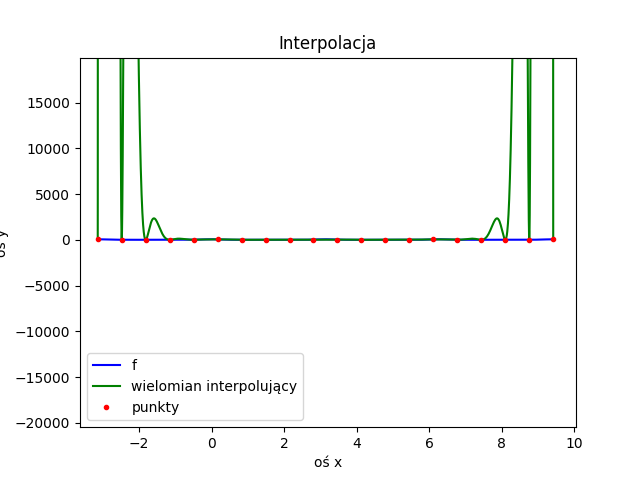 Interpolacja
15000
10000
5000
0
−5000
−10000
−15000
−20000
oś y
f
wielomian interpolujący
punkty
−2 0 2 4 6 8 10
oś x